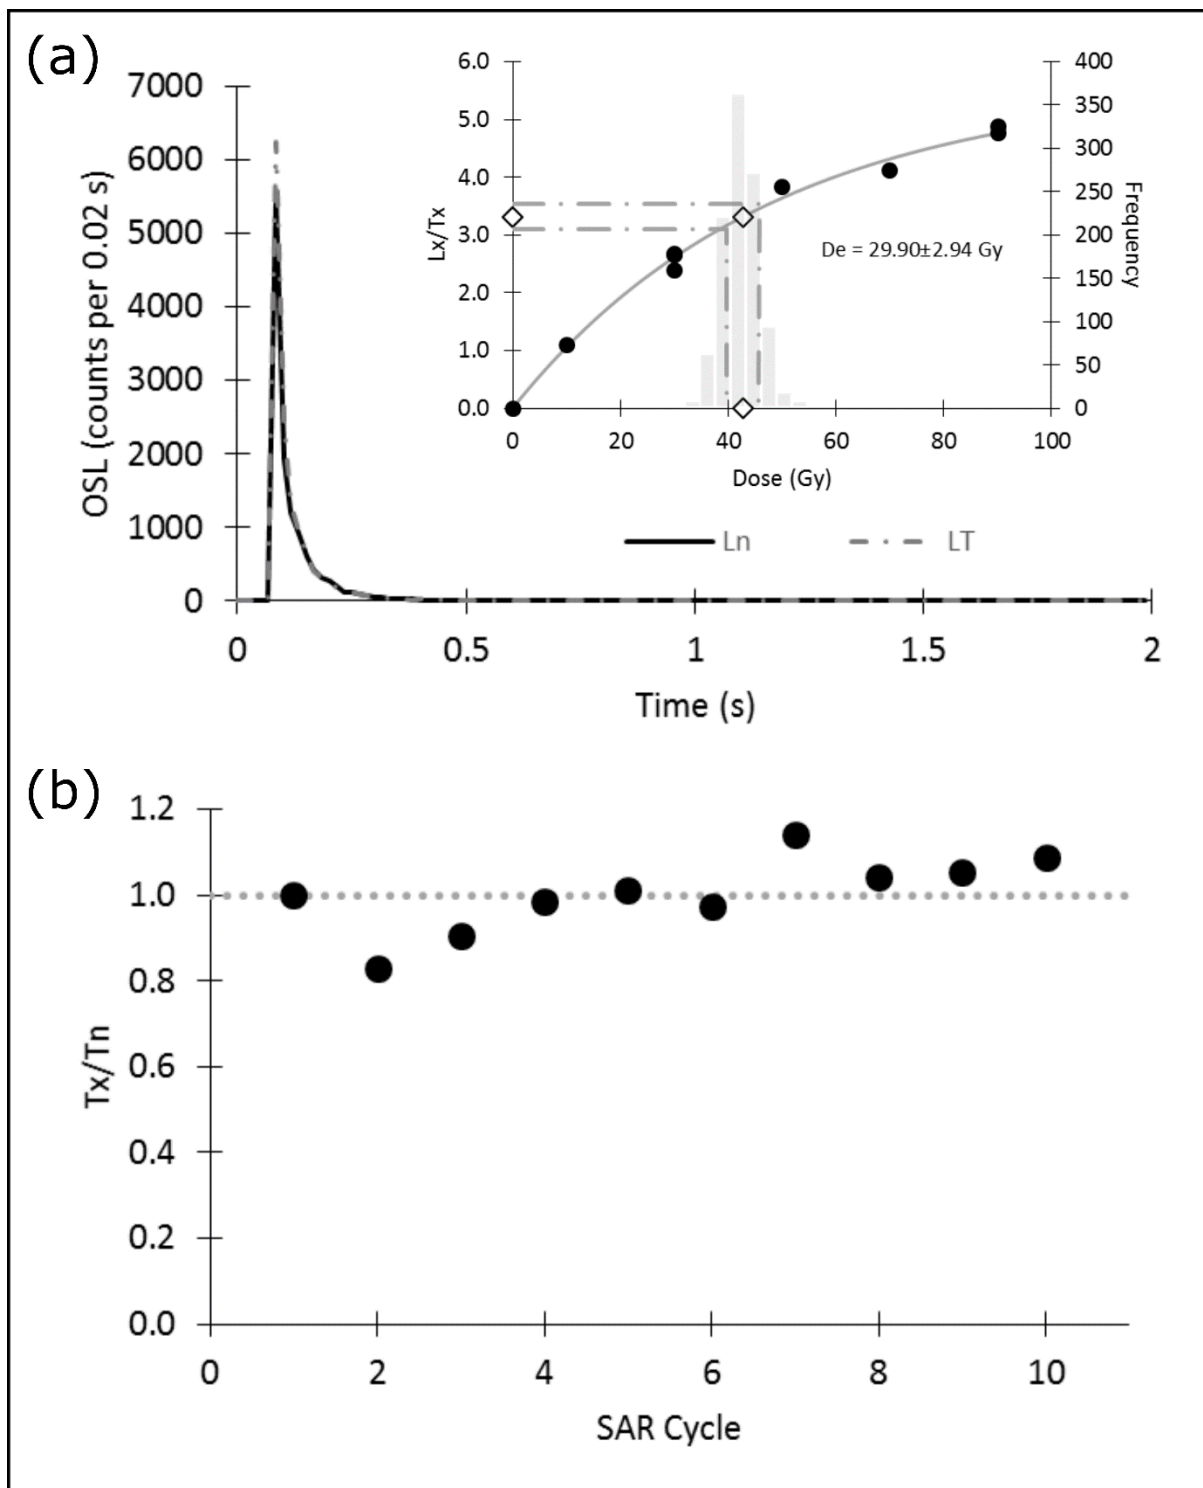 (a)
7000
6000
5000
4000
3000
2000
1000
0
OSL (counts per 0.02 s)
0 0.5 1 1.5 2
Time (s)
6.0
5.0
4.0
3.0
2.0
1.0
0.0
Lx/Tx
400
350
300
250
200
150
100
50
0
Frequency
De = 29.90±2.94 Gy
0 20 40 60 80 100
Dose (Gy)
Ln LT
(b)
1.2
1.0
0.8
0.6
0.4
0.2
0.0
Tx/Tn
0 2 4 6 8 10
SAR Cycle